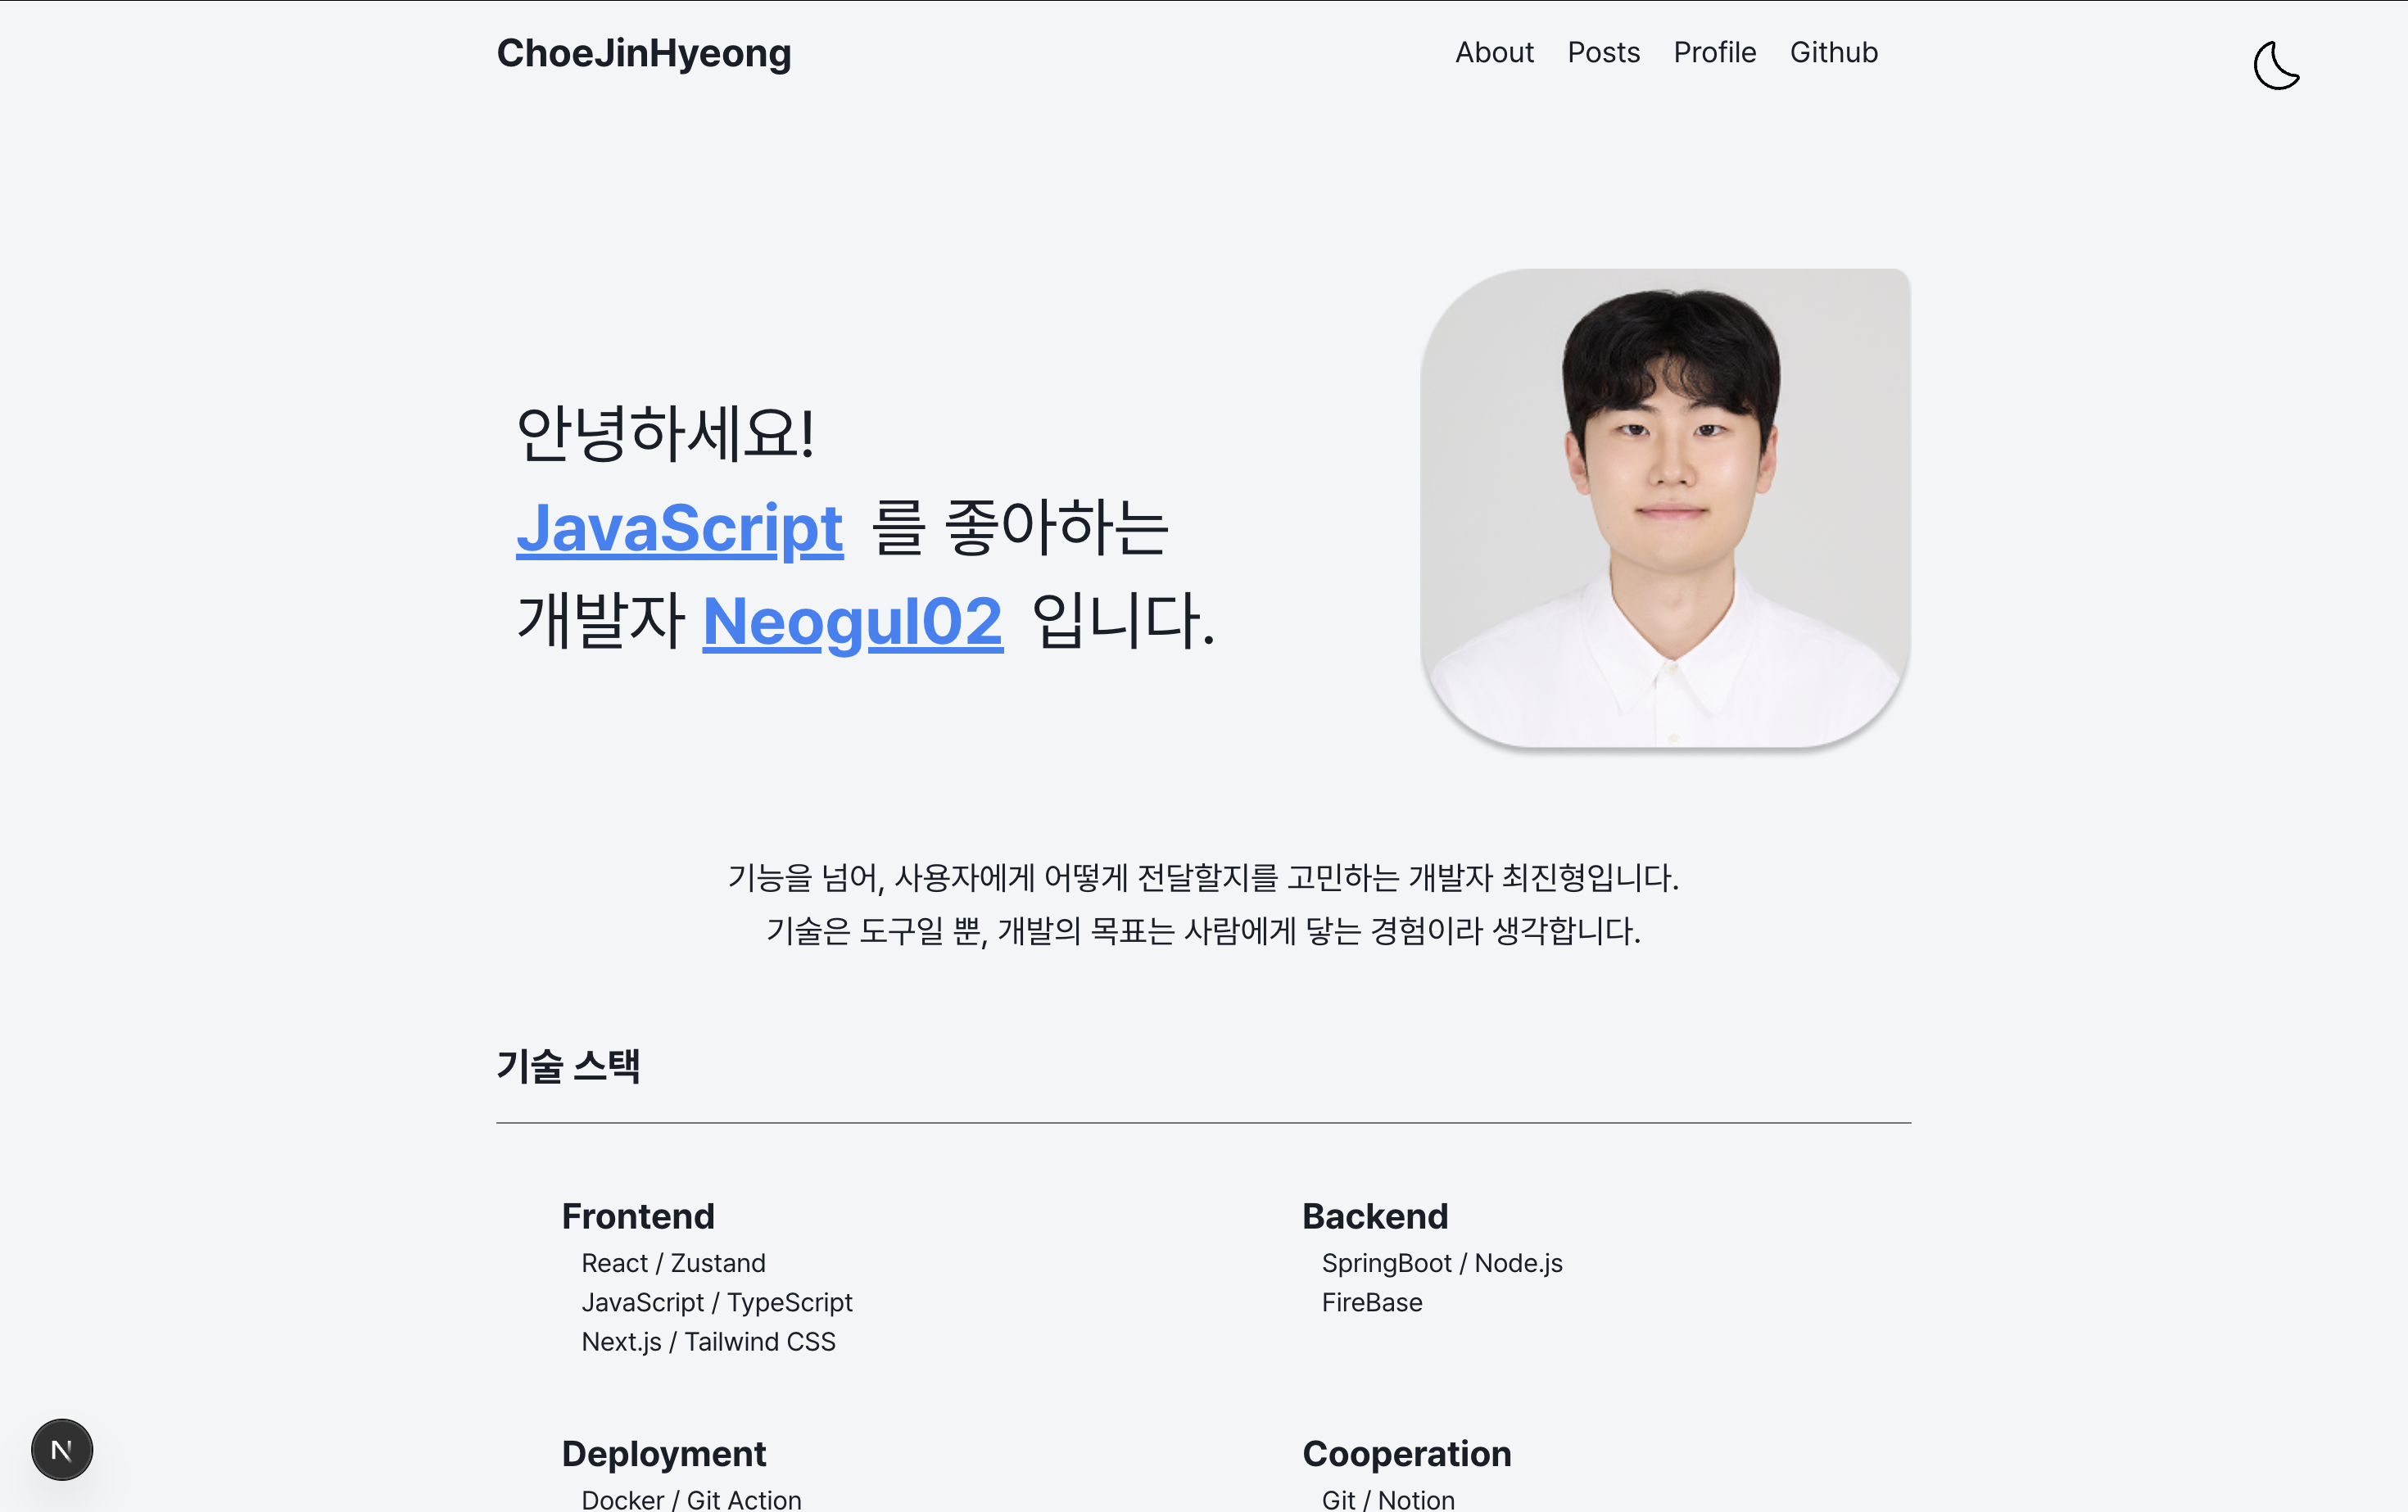 ChoeJinHyeong
About Posts Profile Github
안녕하세요!
JavaScript 를 좋아하는
개발자 Neogul02 입니다.
기능을 넘어, 사용자에게 어떻게 전달할지를 고민하는 개발자 최진형입니다.
기술은 도구일 뿐, 개발의 목표는 사람에게 닿는 경험이라 생각합니다.
기술 스택
Frontend
React / Zustand
JavaScript / TypeScript
Next.js / Tailwind CSS
Backend
SpringBoot / Node.js
FireBase
Deployment
Docker / Git Action
Cooperation
Git / Notion
N